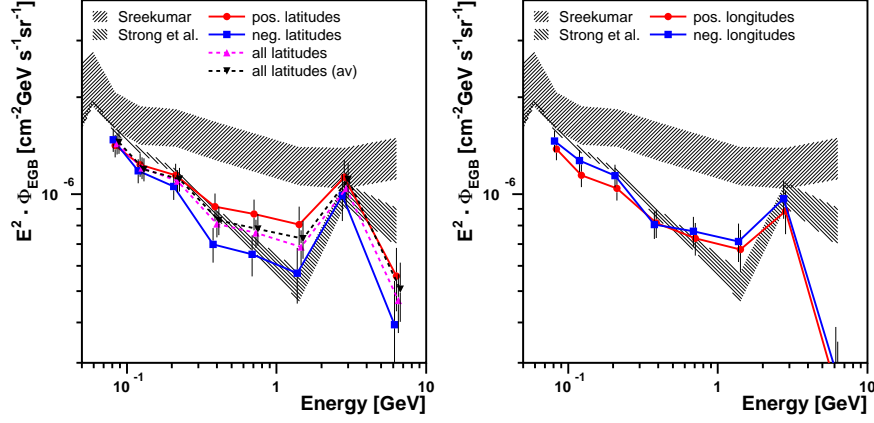 Sreekumar
Strong et al.
pos. latitudes
neg. latitudes
all latitudes
all latitudes (av)
E² · Φ_EGB [cm⁻²GeV s⁻¹sr⁻¹]
10⁻⁶
10⁻¹ 1 10
Energy [GeV]
Sreekumar
Strong et al.
pos. longitudes
neg. longitudes
E² · Φ_EGB [cm⁻²GeV s⁻¹sr⁻¹]
10⁻⁶
10⁻¹ 1 10
Energy [GeV]